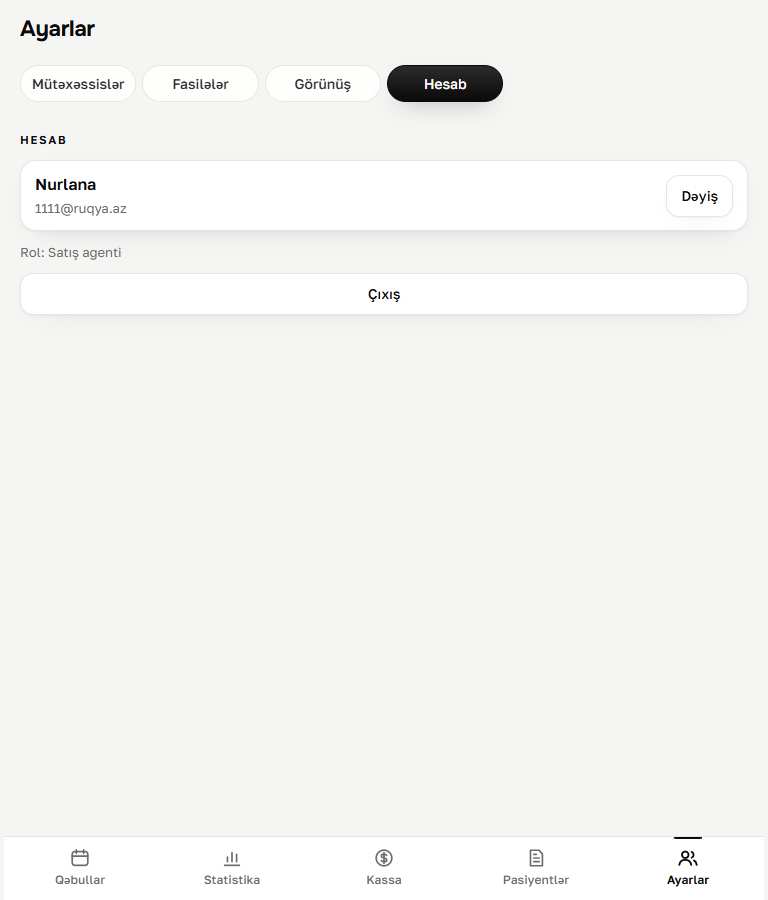 Ayarlar
Mütəxəssislər Fasilələr Görünüş Hesab
HESAB
Nurlana
1111@ruqya.az
Dəyiş
Rol: Satış agenti
Çıxış
Qəbullar Statistika Kassa Pasiyentlər Ayarlar